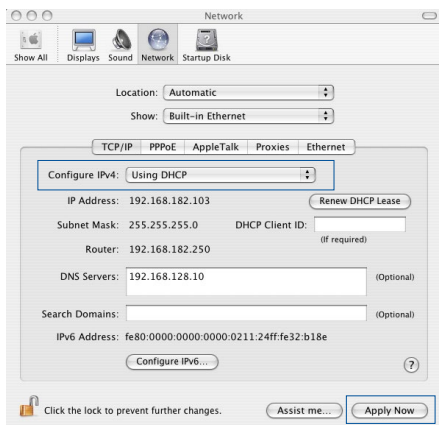 Network
Show All Displays Sound Network Startup Disk
Location: Automatic
Show: Built-in Ethernet
TCP/IP PPPoE AppleTalk Proxies Ethernet
Configure IPv4: Using DHCP
IP Address: 192.168.182.103 Renew DHCP Lease
Subnet Mask: 255.255.255.0 DHCP Client ID:
(If required)
Router: 192.168.182.250
DNS Servers: 192.168.128.10 (Optional)
Search Domains: (Optional)
IPv6 Address: fe80:0000:0000:0000:0211:24ff:fe32:b18e
Configure IPv6... ?
Click the lock to prevent further changes. Assist me... Apply Now